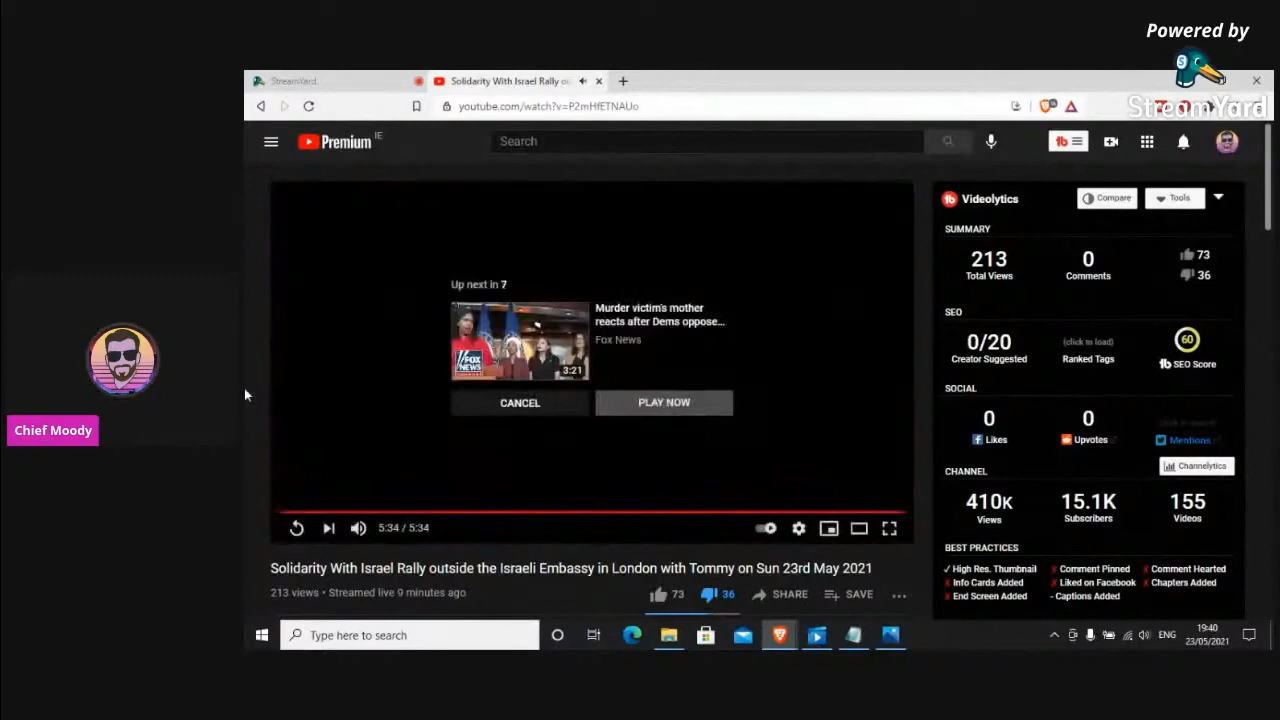 Powered by
StreamYard
StreamYard
Solidarity With Israel Rally ou
youtube.com/watch?v=P2mHfETNAUo
Premium IE
Search
tb
Videolytics
Compare
Tools
SUMMARY
213
Total Views
0
Comments
73
36
Up next in 7
Murder victim's mother
reacts after Dems oppose...
Fox News
FOX
NEWS
3:21
CANCEL
PLAY NOW
SEO
0/20
Creator Suggested
(click to load)
Ranked Tags
60
tb SEO Score
SOCIAL
0
Likes
0
Upvotes
Mentions
Channelytics
CHANNEL
410K
Views
15.1K
Subscribers
155
Videos
BEST PRACTICES
✓ High Res. Thumbnail
x Comment Pinned
x Comment Hearted
x Info Cards Added
x Liked on Facebook
x Chapters Added
x End Screen Added
- Captions Added
Chief Moody
5:34 / 5:34
Solidarity With Israel Rally outside the Israeli Embassy in London with Tommy on Sun 23rd May 2021
213 views • Streamed live 9 minutes ago
73
36
SHARE
SAVE
...
Type here to search
ENG
19:40
23/05/2021